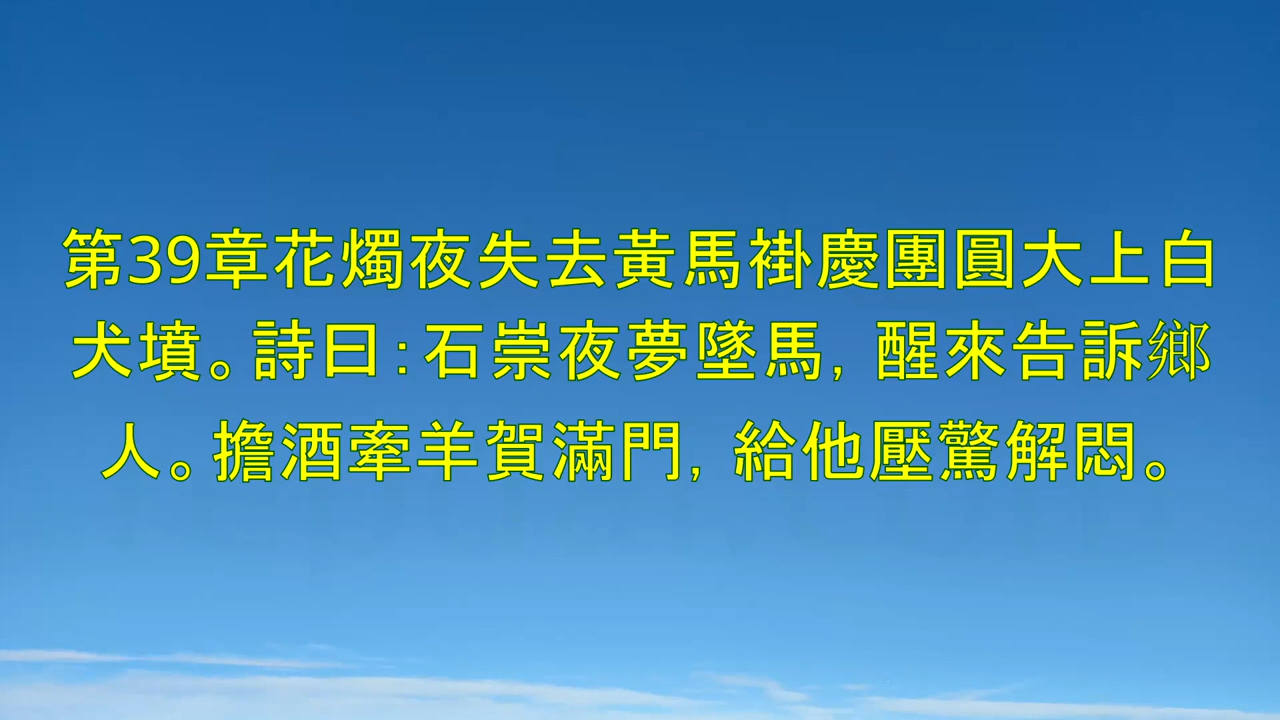 第39章花燭夜失去黃馬褂慶團圓大上白
犬墳。詩曰：石崇夜夢墜馬，醒來告訴鄉
人。擔酒牽羊賀滿門，給他壓驚解悶。